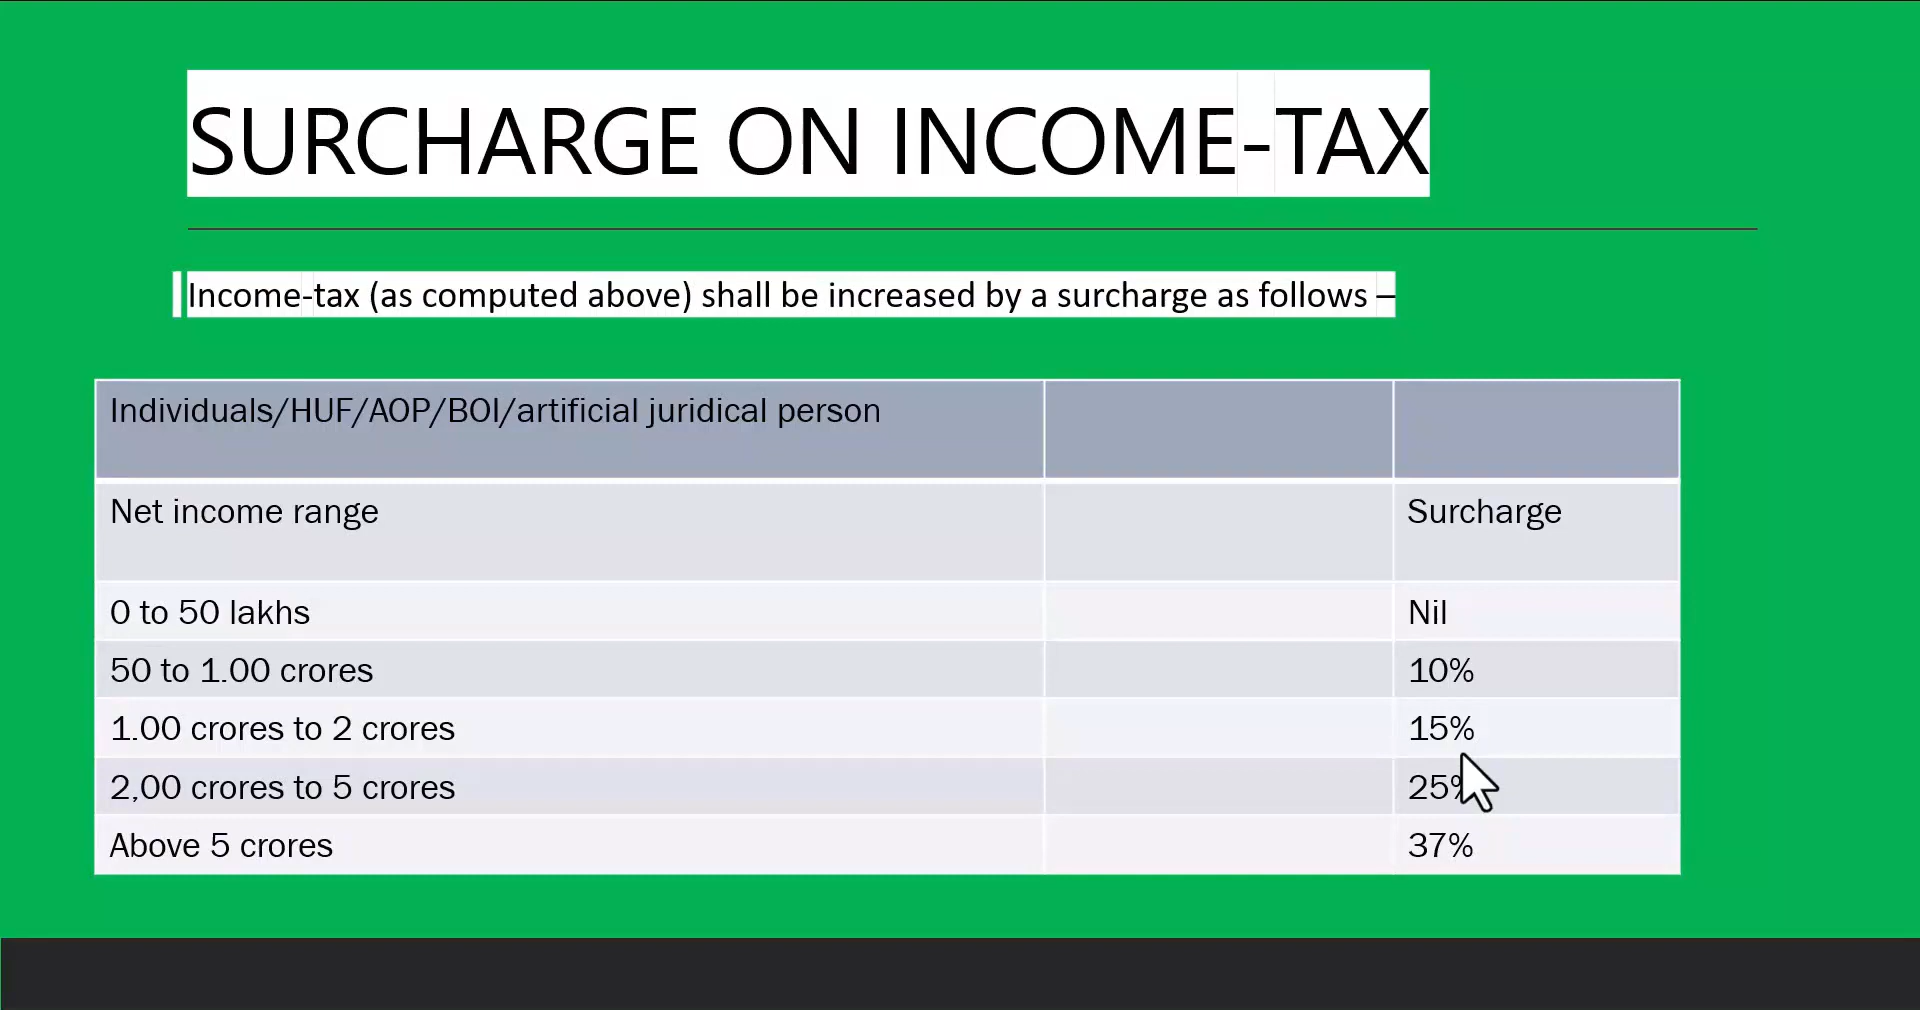 SURCHARGE ON INCOME-TAX
Income-tax (as computed above) shall be increased by a surcharge as follows –
Individuals/HUF/AOP/BOI/artificial juridical person
Net income range Surcharge
0 to 50 lakhs Nil
50 to 1.00 crores 10%
1.00 crores to 2 crores 15%
2,00 crores to 5 crores 25%
Above 5 crores 37%